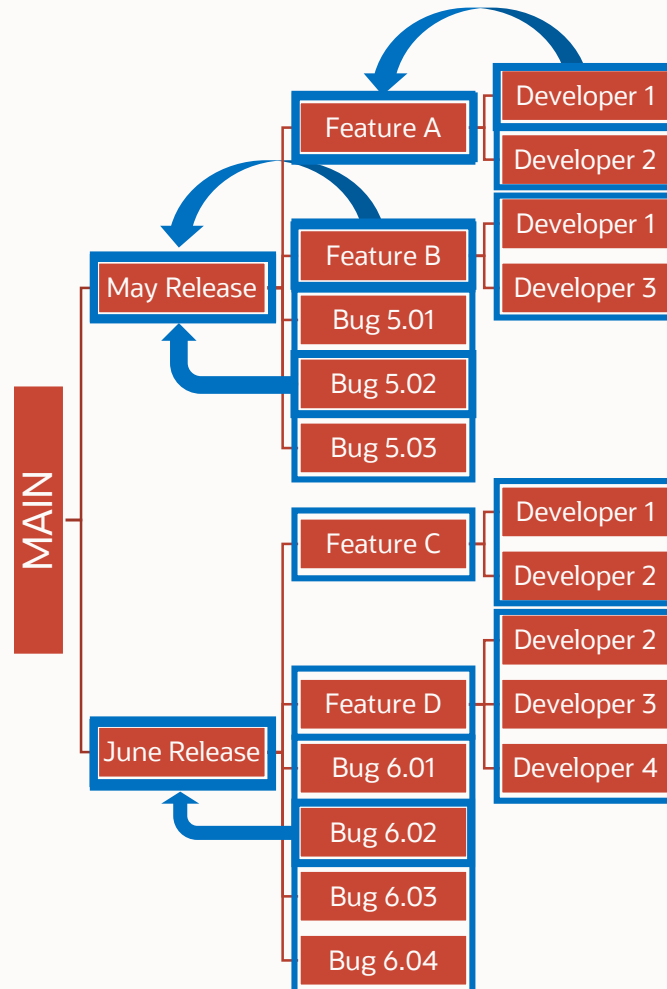 MAIN
May Release
Feature A
Developer 1
Developer 2
Feature B
Developer 1
Developer 3
Bug 5.01
Bug 5.02
Bug 5.03
June Release
Feature C
Developer 1
Developer 2
Feature D
Developer 2
Developer 3
Developer 4
Bug 6.01
Bug 6.02
Bug 6.03
Bug 6.04